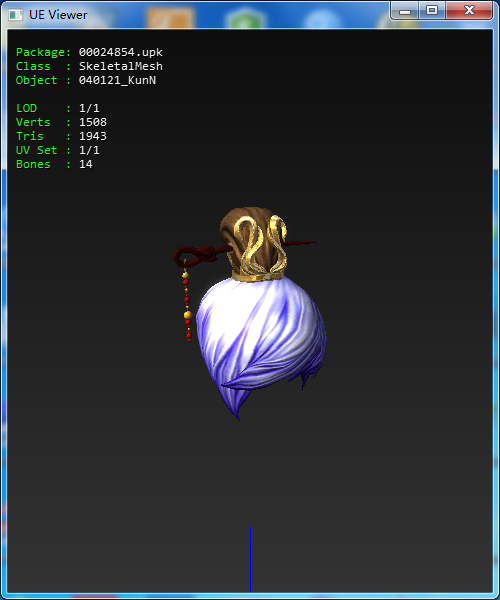 UE Viewer
Package: 00024854.upk
Class : SkeletalMesh
Object : 040121_KunN
LOD : 1/1
Verts : 1508
Tris : 1943
UV Set : 1/1
Bones : 14